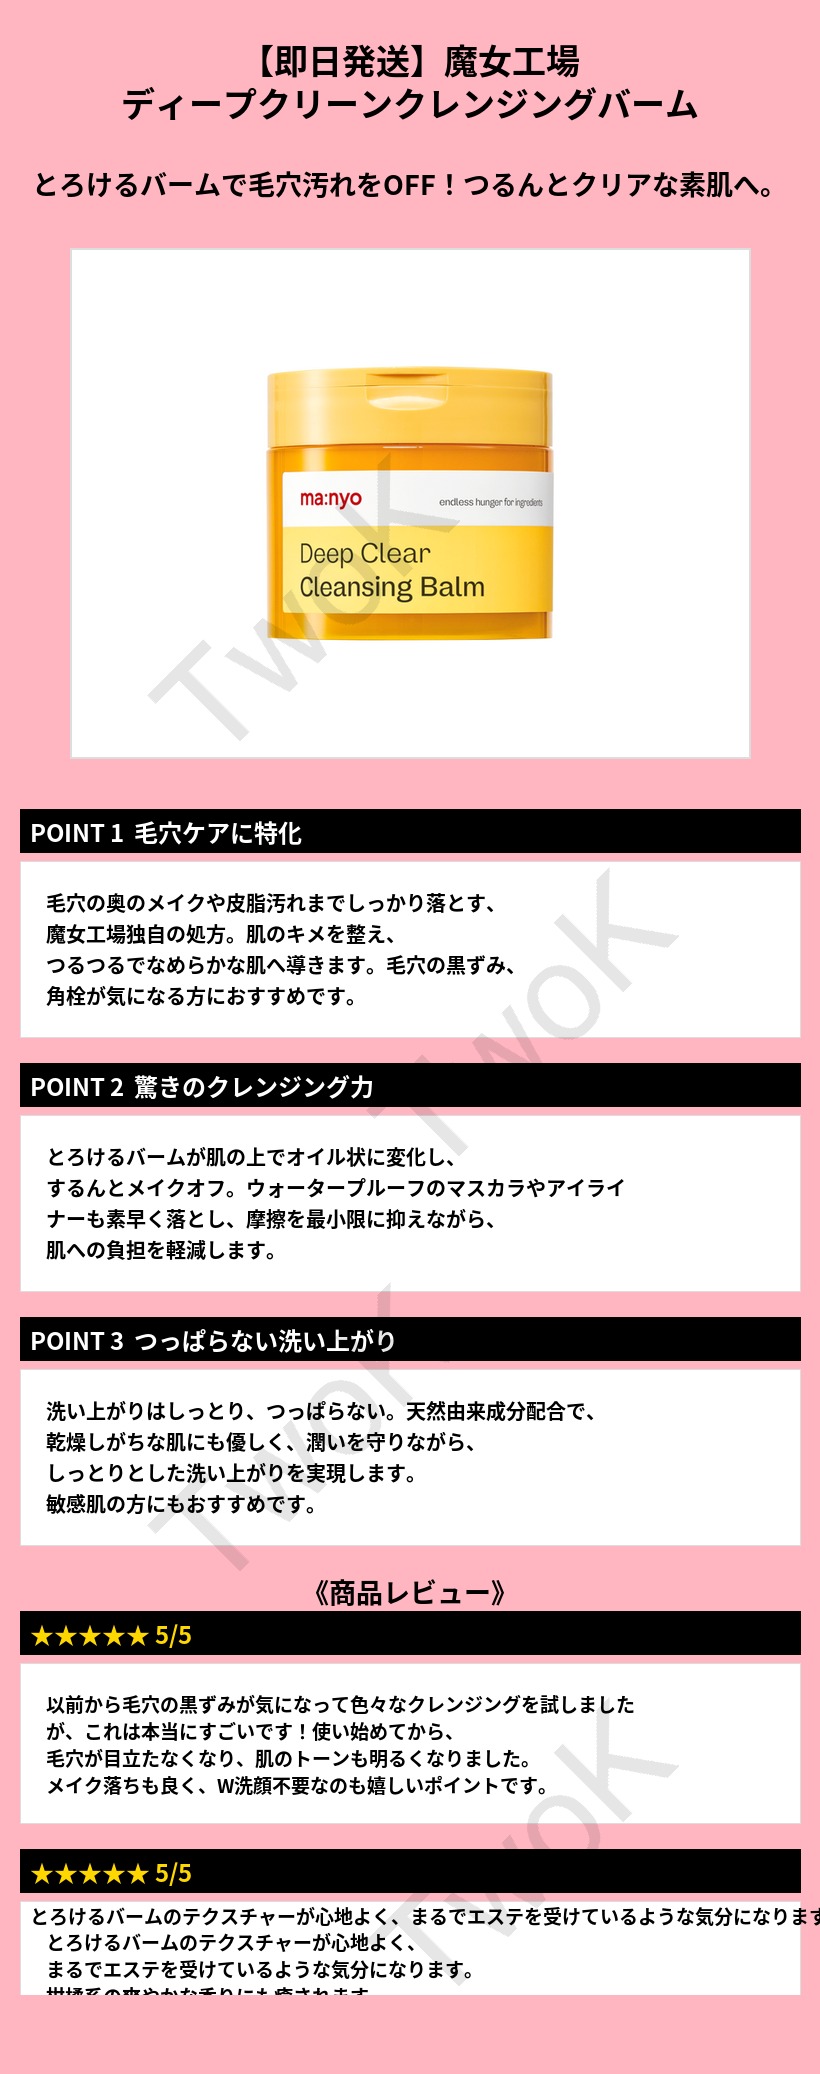 【即日発送】魔女工場
ディープクリーンクレンジングバーム
とろけるバームで毛穴汚れをOFF！つるんとクリアな素肌へ。
ma:nyo
endless hunger for ingredients
Deep Clear
Cleansing Balm
TwoK
POINT 1 毛穴ケアに特化
毛穴の奥のメイクや皮脂汚れまでしっかり落とす、
魔女工場独自の処方。肌のキメを整え、
つるつるでなめらかな肌へ導きます。毛穴の黒ずみ、
角栓が気になる方におすすめです。
TwoK
POINT 2 驚きのクレンジング力
とろけるバームが肌の上でオイル状に変化し、
するんとメイクオフ。ウォータープルーフのマスカラやアイライ
ナーも素早く落とし、摩擦を最小限に抑えながら、
肌への負担を軽減します。
POINT 3 つっぱらない洗い上がり
洗い上がりはしっとり、つっぱらない。天然由来成分配合で、
乾燥しがちな肌にも優しく、潤いを守りながら、
しっとりとした洗い上がりを実現します。
敏感肌の方にもおすすめです。
TwoK
《商品レビュー》
★★★★★ 5/5
以前から毛穴の黒ずみが気になって色々なクレンジングを試しました
が、これは本当にすごいです！使い始めてから、
毛穴が目立たなくなり、肌のトーンも明るくなりました。
メイク落ちも良く、W洗顔不要なのも嬉しいポイントです。
TwoK
★★★★★ 5/5
とろけるバームのテクスチャーが心地よく、まるでエステを受けているような気分になります
とろけるバームのテクスチャーが心地よく、
まるでエステを受けているような気分になります。
柑橘系の爽やかな香りにも癒されます